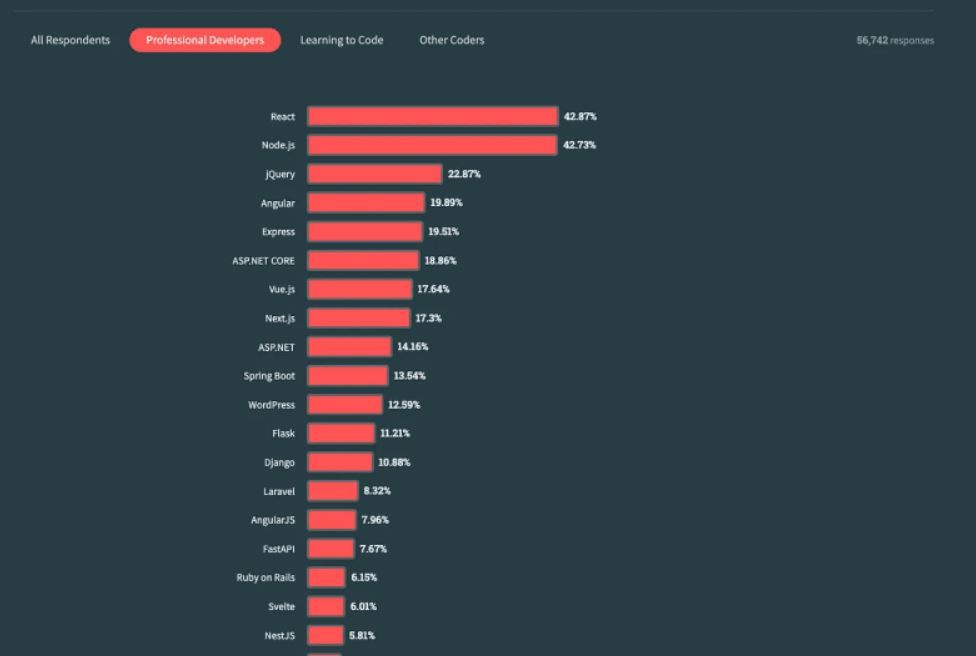 All Respondents Professional Developers Learning to Code Other Coders 56,742 responses
React 42.87%
Node.js 42.73%
jQuery 22.87%
Angular 19.89%
Express 19.51%
ASP.NET CORE 18.86%
Vue.js 17.64%
Next.js 17.3%
ASP.NET 14.16%
Spring Boot 13.54%
WordPress 12.59%
Flask 11.21%
Django 10.88%
Laravel 8.32%
AngularJS 7.96%
FastAPI 7.67%
Ruby on Rails 6.15%
Svelte 6.01%
NestJS 5.81%